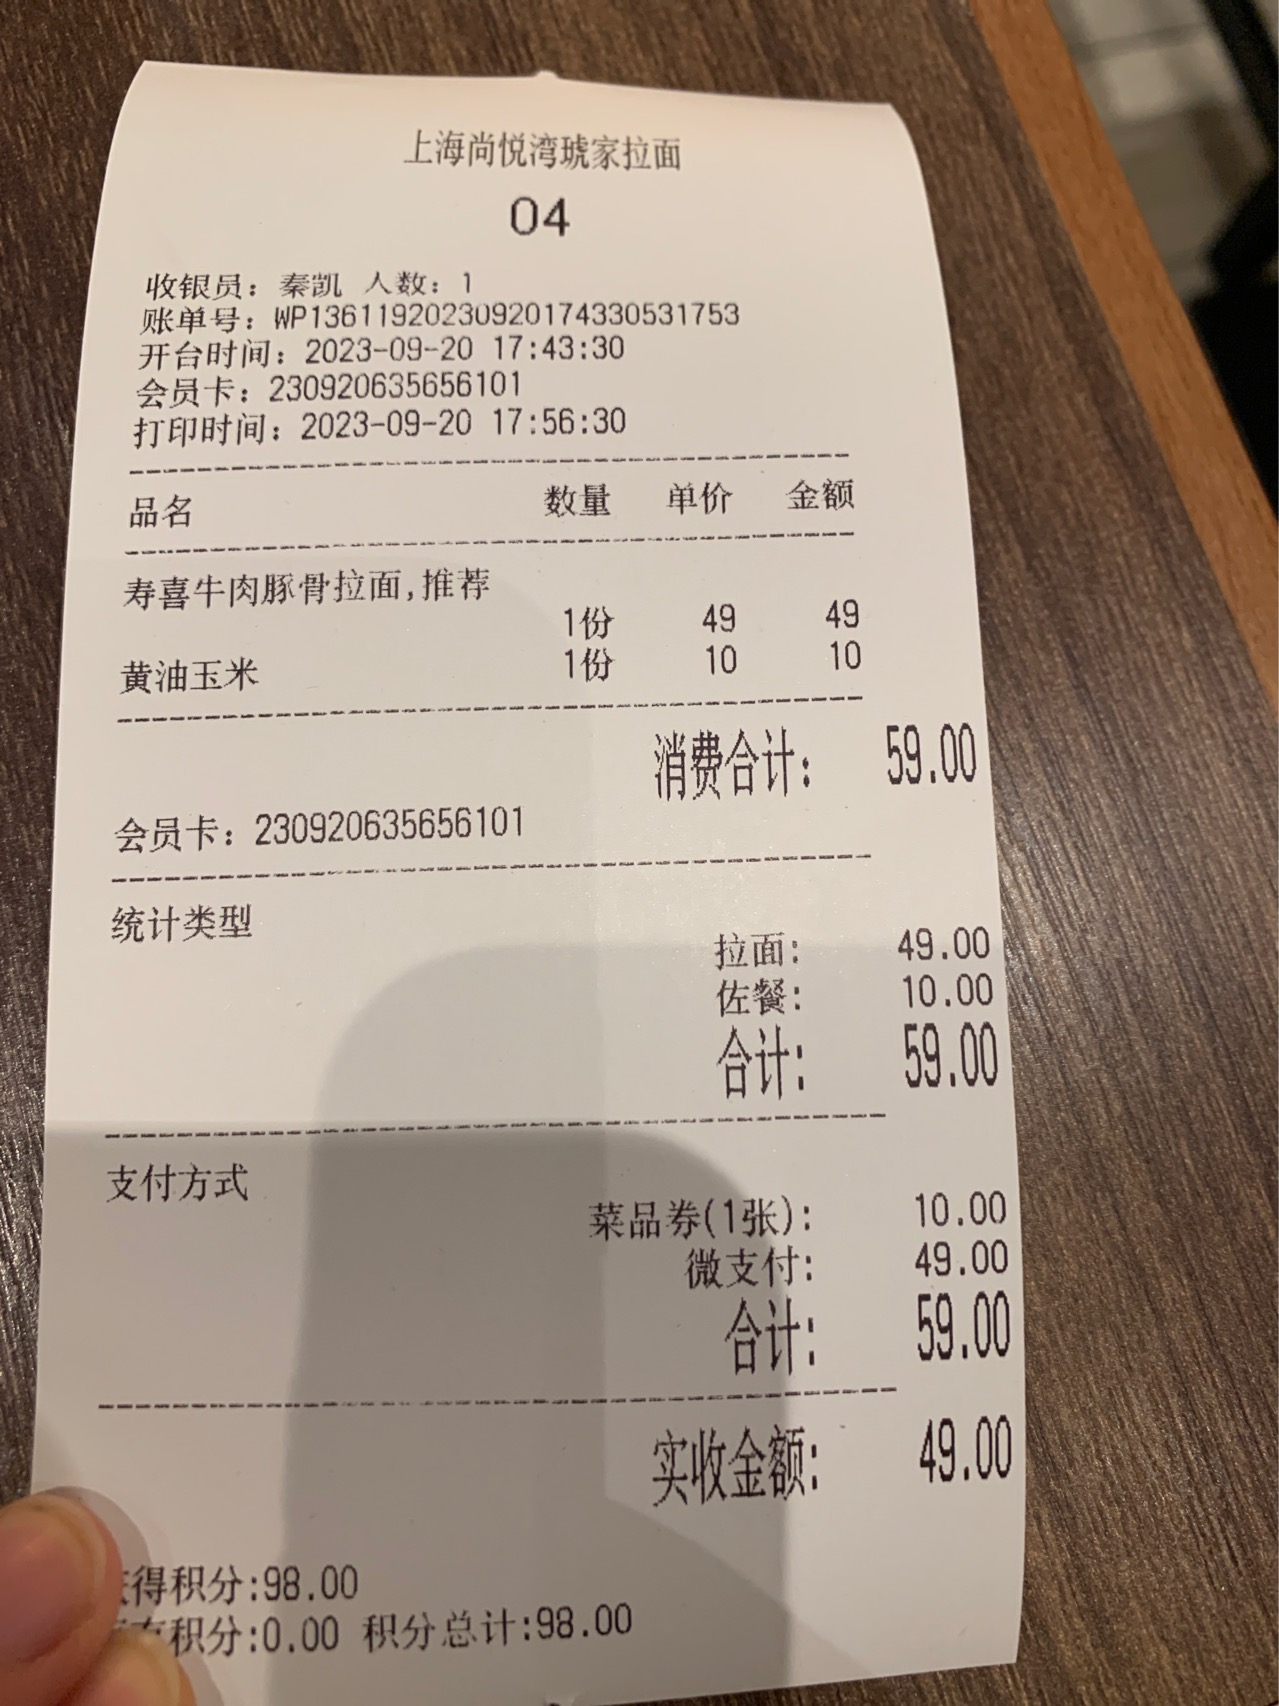 上海尚悦湾琥家拉面
04
收银员：秦凯 人数：1
账单号：WP13611920230920174330531753
开台时间：2023-09-20 17:43:30
会员卡：230920635656101
打印时间：2023-09-20 17:56:30
品名 数量 单价 金额
寿喜牛肉豚骨拉面,推荐
1份 49 49
黄油玉米 1份 10 10
消费合计： 59.00
会员卡：230920635656101
统计类型
拉面： 49.00
佐餐： 10.00
合计： 59.00
支付方式
菜品券(1张)： 10.00
微支付： 49.00
合计： 59.00
实收金额： 49.00
得积分:98.00
积分:0.00 积分总计:98.00